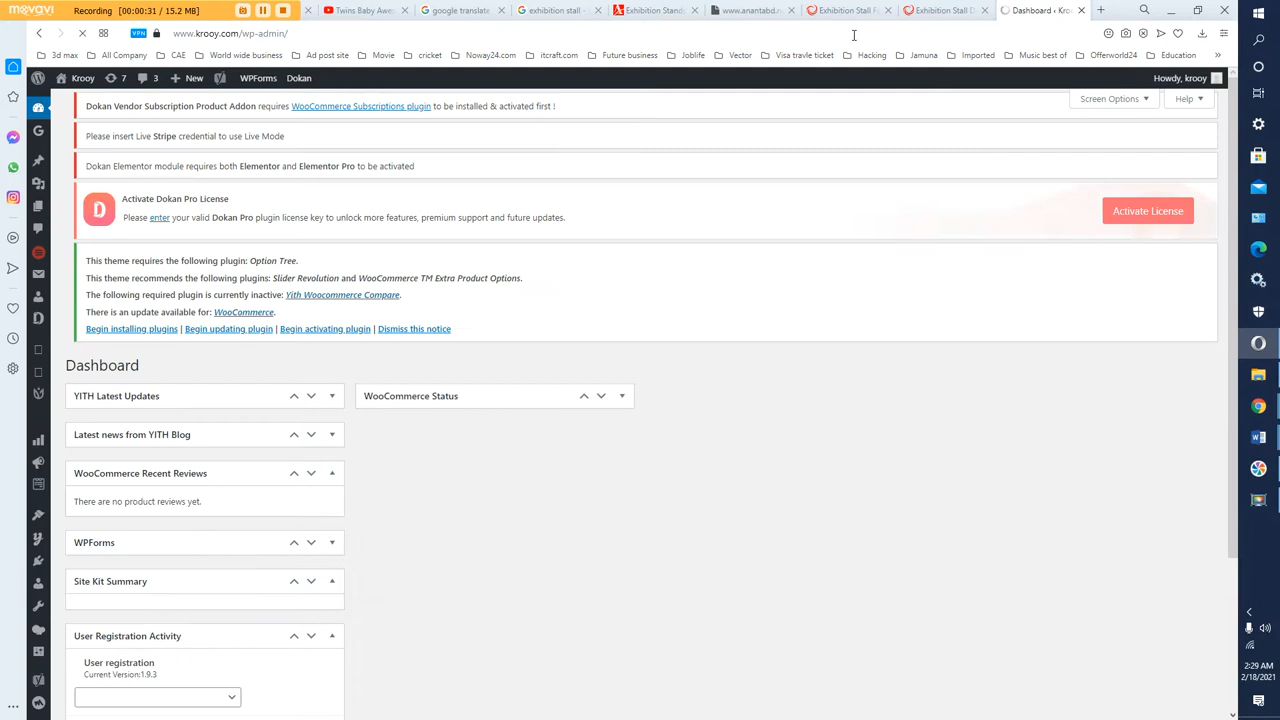 movavi
Recording
(00:00:31 / 15.2 MB)
Twins Baby Awe
google translate
exhibition stall -
Exhibition Stand
www.anantabd.
Exhibition Stall F
Exhibition Stall D
Dashboard ‹ Kr
VPN
www.krooy.com/wp-admin/
3d max
All Company
CAE
World wide business
Ad post site
Movie
cricket
Noway24.com
itcraft.com
Future business
Joblife
Vector
Visa travle ticket
Hacking
Jamuna
Imported
Music best of
Offerworld24
Education
Krooy
7
3
New
WPForms
Dokan
Howdy, krooy
Dokan Vendor Subscription Product Addon requires WooCommerce Subscriptions plugin to be installed & activated first !
Screen Options
Help
Please insert Live Stripe credential to use Live Mode
Dokan Elementor module requires both Elementor and Elementor Pro to be activated
Activate Dokan Pro License
Please enter your valid Dokan Pro plugin license key to unlock more features, premium support and future updates.
Activate License
This theme requires the following plugin: Option Tree.
This theme recommends the following plugins: Slider Revolution and WooCommerce TM Extra Product Options.
The following required plugin is currently inactive: Yith Woocommerce Compare.
There is an update available for: WooCommerce.
Begin installing plugins | Begin updating plugin | Begin activating plugin | Dismiss this notice
Dashboard
YITH Latest Updates
WooCommerce Status
Latest news from YITH Blog
WooCommerce Recent Reviews
There are no product reviews yet.
WPForms
Site Kit Summary
User Registration Activity
User registration
Current Version:1.9.3
2:29 AM
2/18/2021